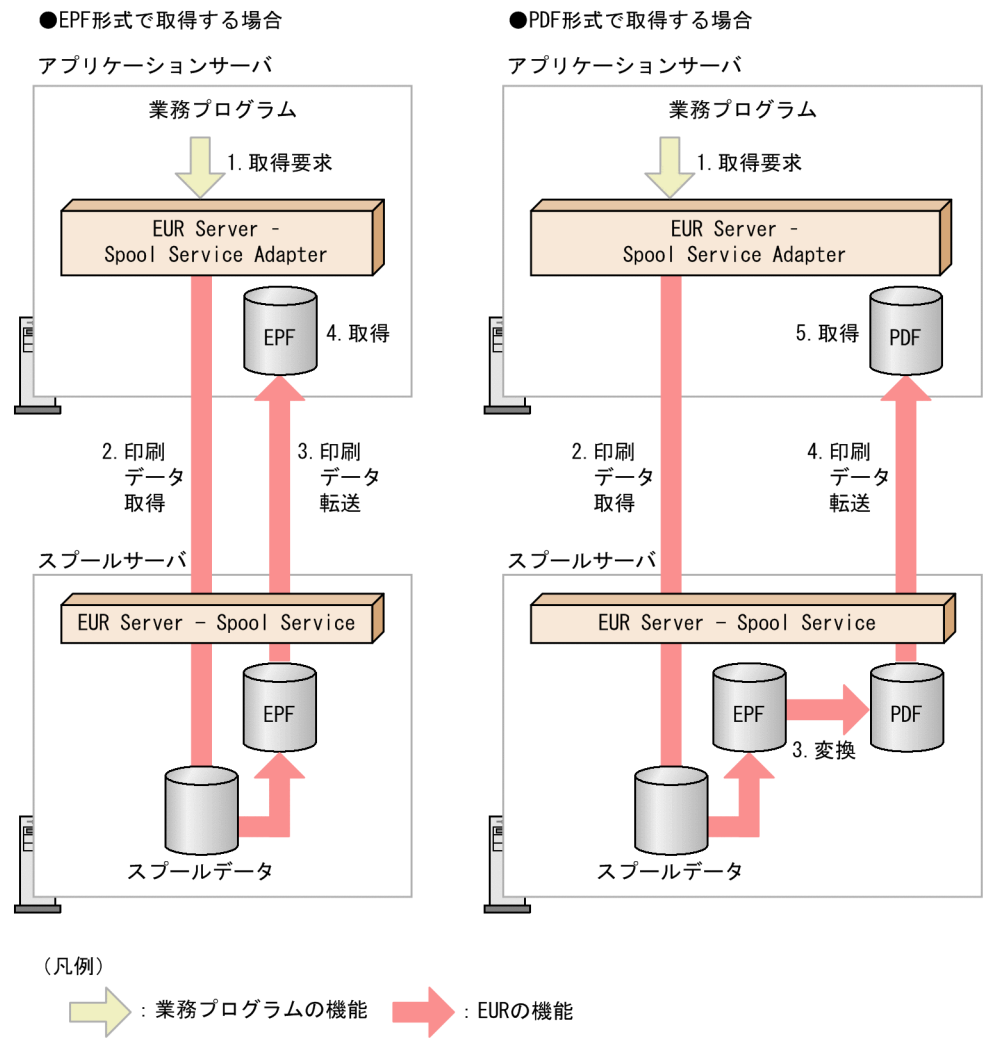 ●EPF形式で取得する場合
アプリケーションサーバ
業務プログラム
1. 取得要求
EUR Server -
Spool Service Adapter
EPF
4. 取得
2. 印刷
データ
取得
3. 印刷
データ
転送
スプールサーバ
EUR Server － Spool Service
EPF
スプールデータ
●PDF形式で取得する場合
アプリケーションサーバ
業務プログラム
1. 取得要求
EUR Server -
Spool Service Adapter
5. 取得
PDF
2. 印刷
データ
取得
4. 印刷
データ
転送
スプールサーバ
EUR Server － Spool Service
EPF
PDF
3. 変換
スプールデータ
（凡例）
：業務プログラムの機能
：EURの機能